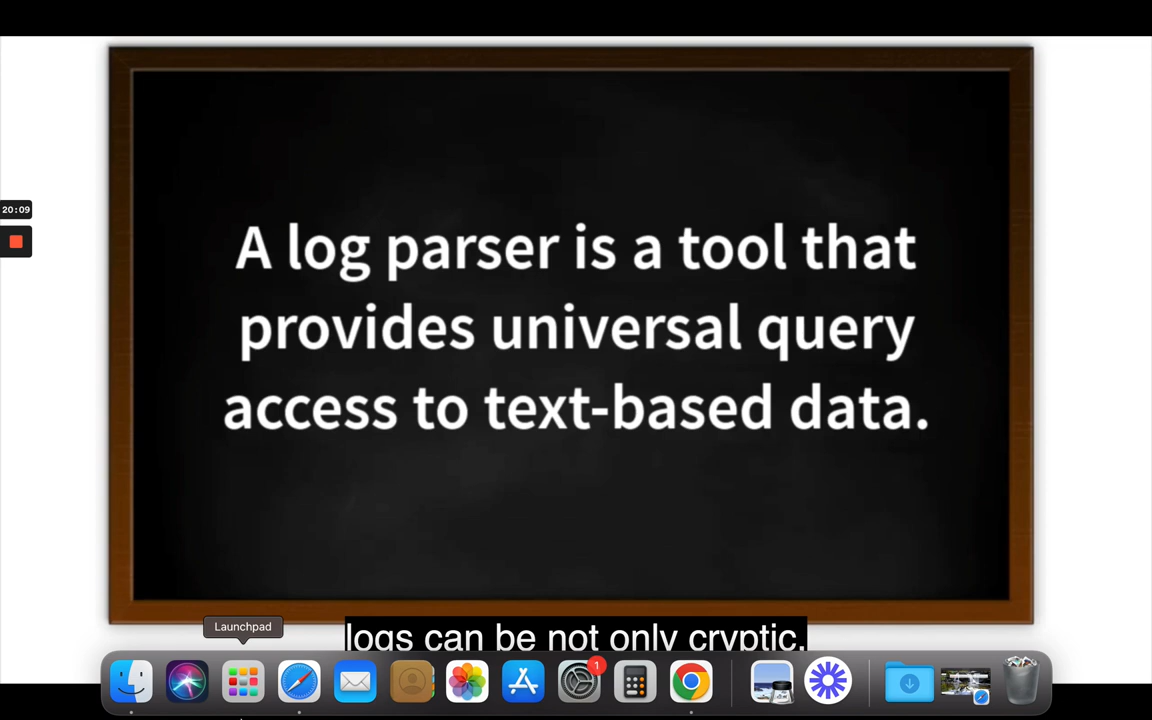 20:09
A log parser is a tool that
provides universal query
access to text-based data.
Launchpad
logs can be not only cryptic,
1